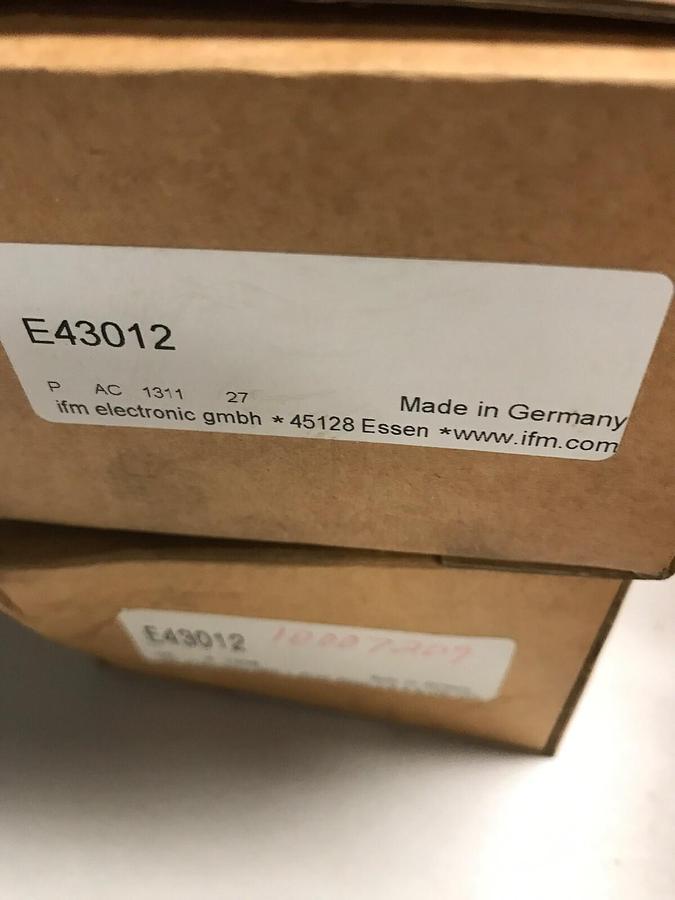 E43012
P AC 1311 27
Made in Germany
ifm electronic gmbh * 45128 Essen *www.ifm.com
E43012